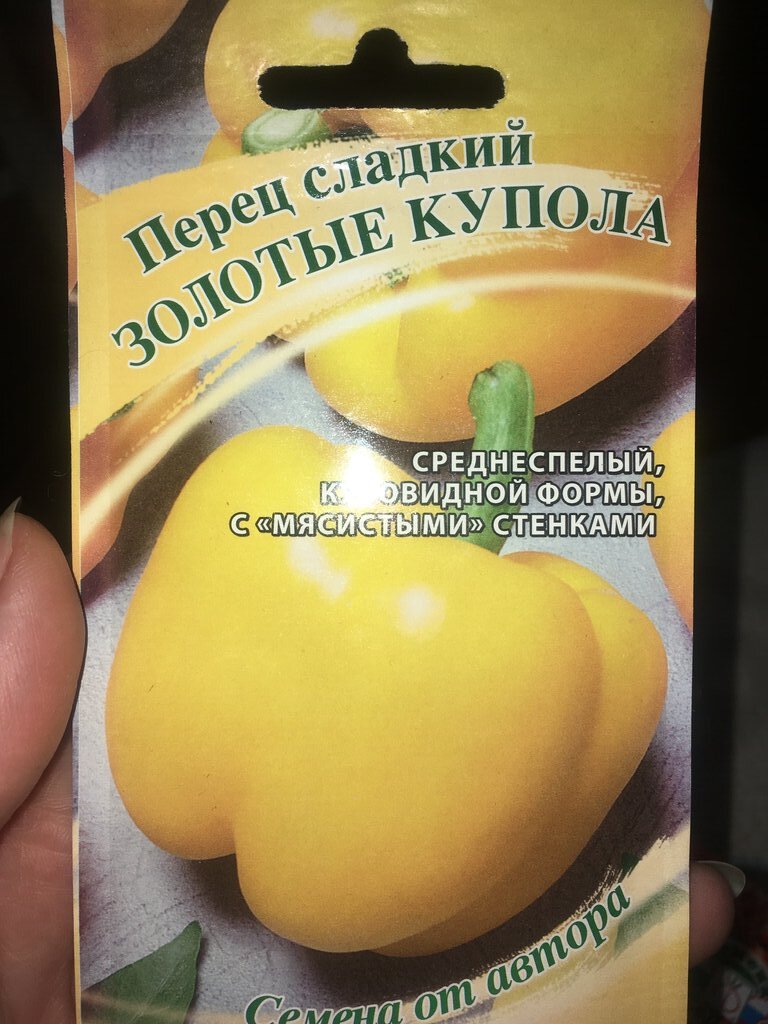 Перец сладкий
ЗОЛОТЫЕ КУПОЛА
СРЕДНЕСПЕЛЫЙ,
ФОРМЫ,
С «МЯСИСТЫМИ» СТЕНКАМИ
Семена от автора